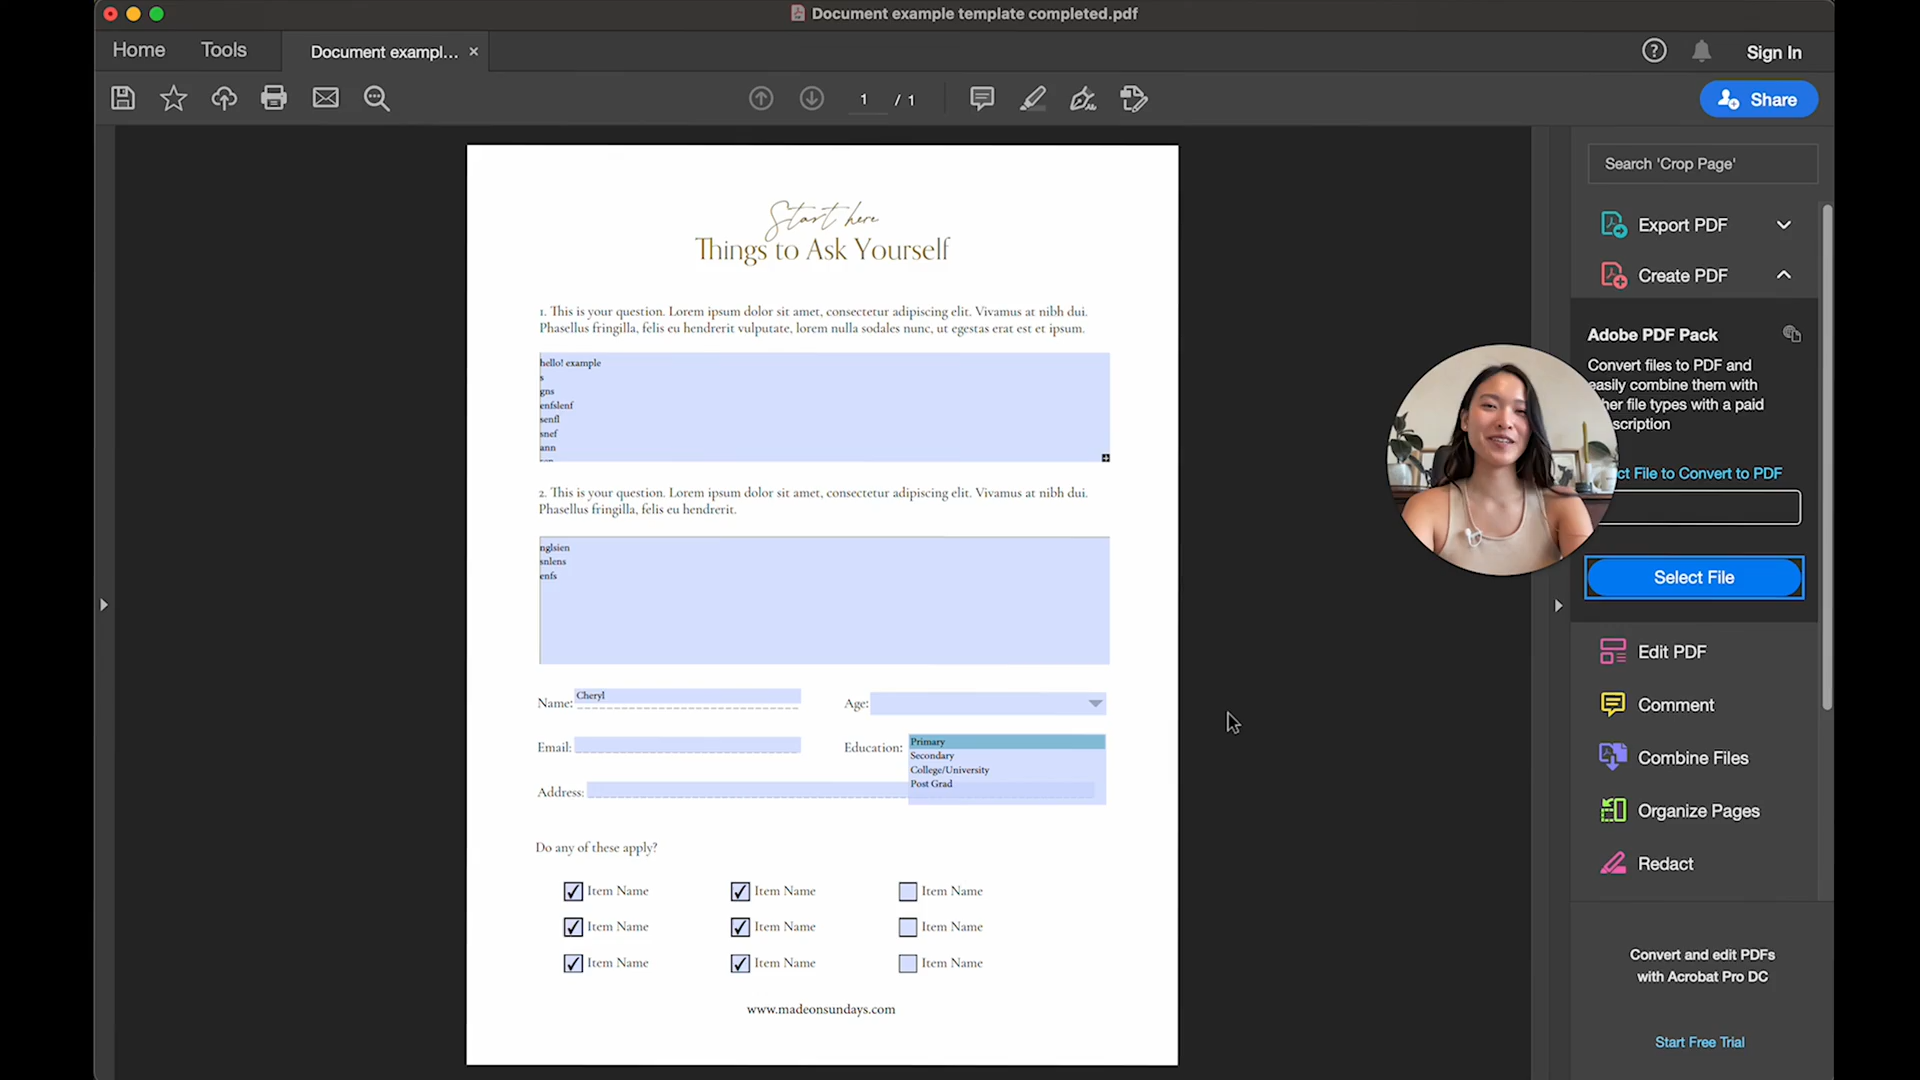 Document example template completed.pdf
Home
Tools
Document exampl...
Sign In
1 / 1
Share
Search 'Crop Page'
Export PDF
Create PDF
Adobe PDF Pack
Convert files to PDF and
easily combine them with
her file types with a paid
scription
ct File to Convert to PDF
Select File
Edit PDF
Comment
Combine Files
Organize Pages
Redact
Convert and edit PDFs
with Acrobat Pro DC
Start Free Trial
Start here
Things to Ask Yourself
1. This is your question. Lorem ipsum dolor sit amet, consectetur adipiscing elit. Vivamus at nibh dui.
Phasellus fringilla, felis eu hendrerit vulputate, lorem nulla sodales nunc, ut egestas erat est et ipsum.
hello! example
s
gns
enfslenf
senfl
snef
ann
2. This is your question. Lorem ipsum dolor sit amet, consectetur adipiscing elit. Vivamus at nibh dui.
Phasellus fringilla, felis eu hendrerit.
nglsien
snlens
enfs
Name: Cheryl
Age:
Email:
Education: Primary
Secondary
College/University
Post Grad
Address:
Do any of these apply?
Item Name Item Name Item Name
Item Name Item Name Item Name
Item Name Item Name Item Name
www.madeonsundays.com